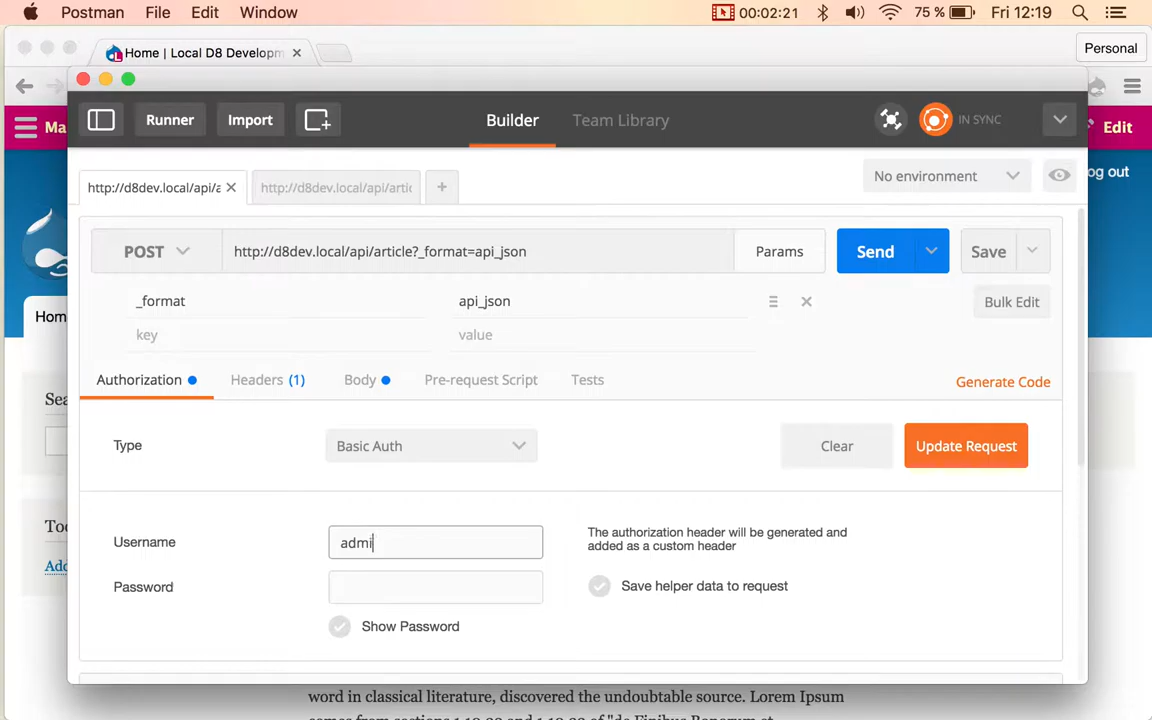 Postman File Edit Window 00:02:21 75 % Fri 12:19
Home | Local D8 Developm Personal
Ma Edit
Runner Import Builder Team Library IN SYNC
http://d8dev.local/api/a http://d8dev.local/api/artic + No environment
og out
POST http://d8dev.local/api/article?_format=api_json Params Send Save
_format api_json Bulk Edit
Hom
key value
Authorization Headers (1) Body Pre-request Script Tests Generate Code
Sea
Type Basic Auth Clear Update Request
Too
Username admi The authorization header will be generated and
added as a custom header
Add
Password Save helper data to request
Show Password
word in classical literature, discovered the undoubtable source. Lorem Ipsum